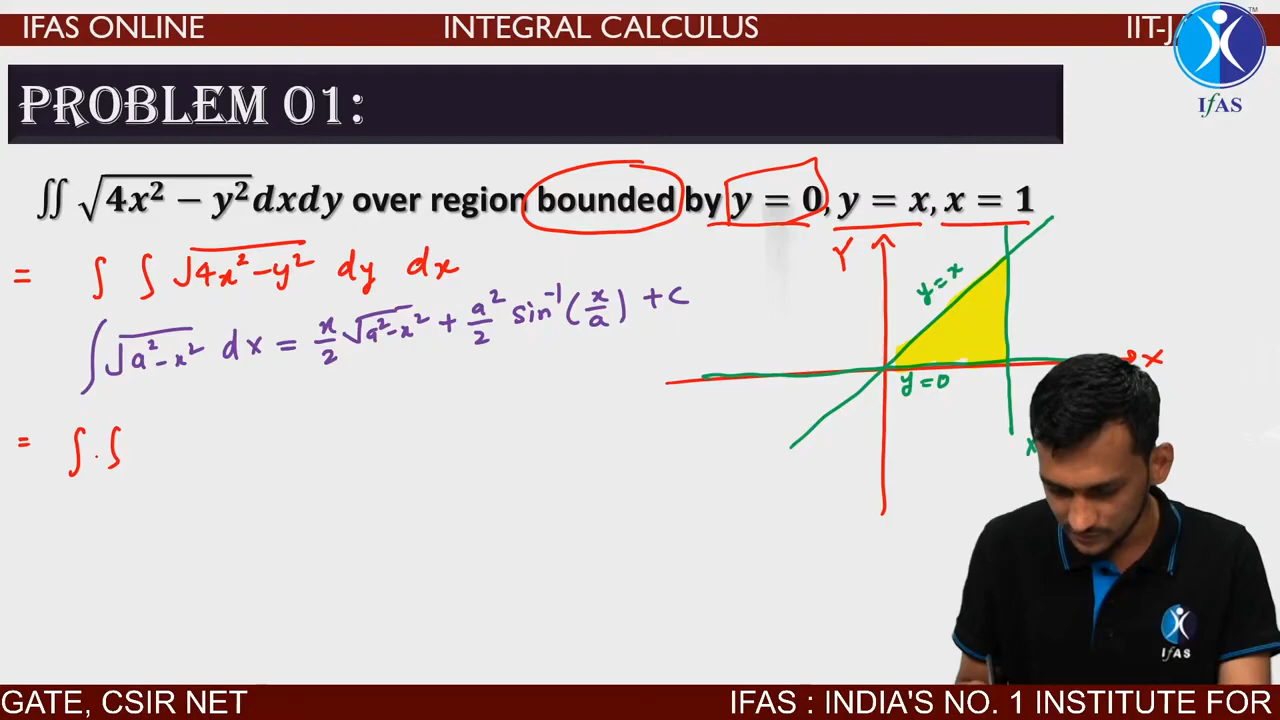 IFAS ONLINE INTEGRAL CALCULUS IIT-J
TM
IfAS
PROBLEM 01:
∬ √(4x² − y²) dxdy over region bounded by y = 0, y = x, x = 1
= ∫ ∫ √(4x² − y²) dy dx
∫ √(a² − x²) dx = x/2 √(a² − x²) + a²/2 sin⁻¹(x/a) + c
= ∫ . ∫
Y
y = x
X
y = 0
x
IfAS
GATE, CSIR NET IFAS : INDIA'S NO. 1 INSTITUTE FOR